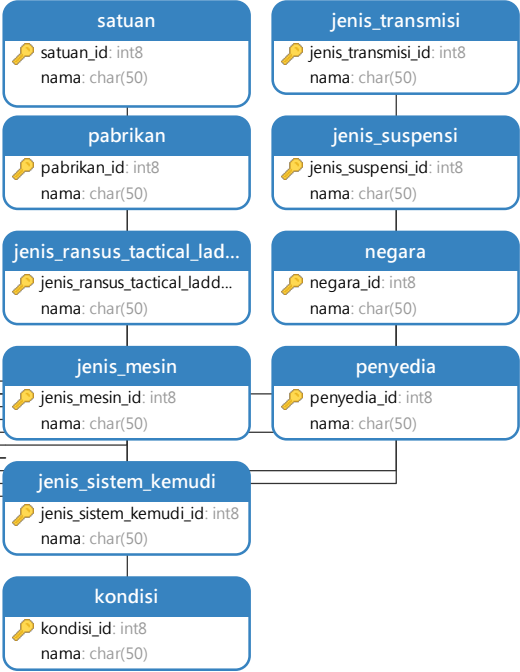 satuan
satuan_id: int8
nama: char(50)
jenis_transmisi
jenis_transmisi_id: int8
nama: char(50)
pabrikan
pabrikan_id: int8
nama: char(50)
jenis_suspensi
jenis_suspensi_id: int8
nama: char(50)
jenis_ransus_tactical_lad...
jenis_ransus_tactical_ladd...
nama: char(50)
negara
negara_id: int8
nama: char(50)
jenis_mesin
jenis_mesin_id: int8
nama: char(50)
penyedia
penyedia_id: int8
nama: char(50)
jenis_sistem_kemudi
jenis_sistem_kemudi_id: int8
nama: char(50)
kondisi
kondisi_id: int8
nama: char(50)